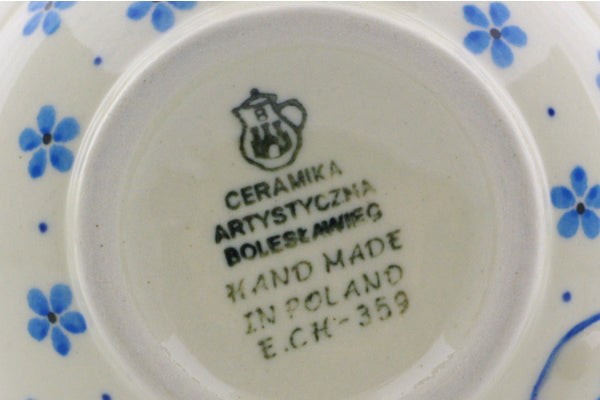 CERAMIKA
ARTYSTYCZNA
BOLESŁAWIEC
HAND MADE
IN POLAND
E.CH-359